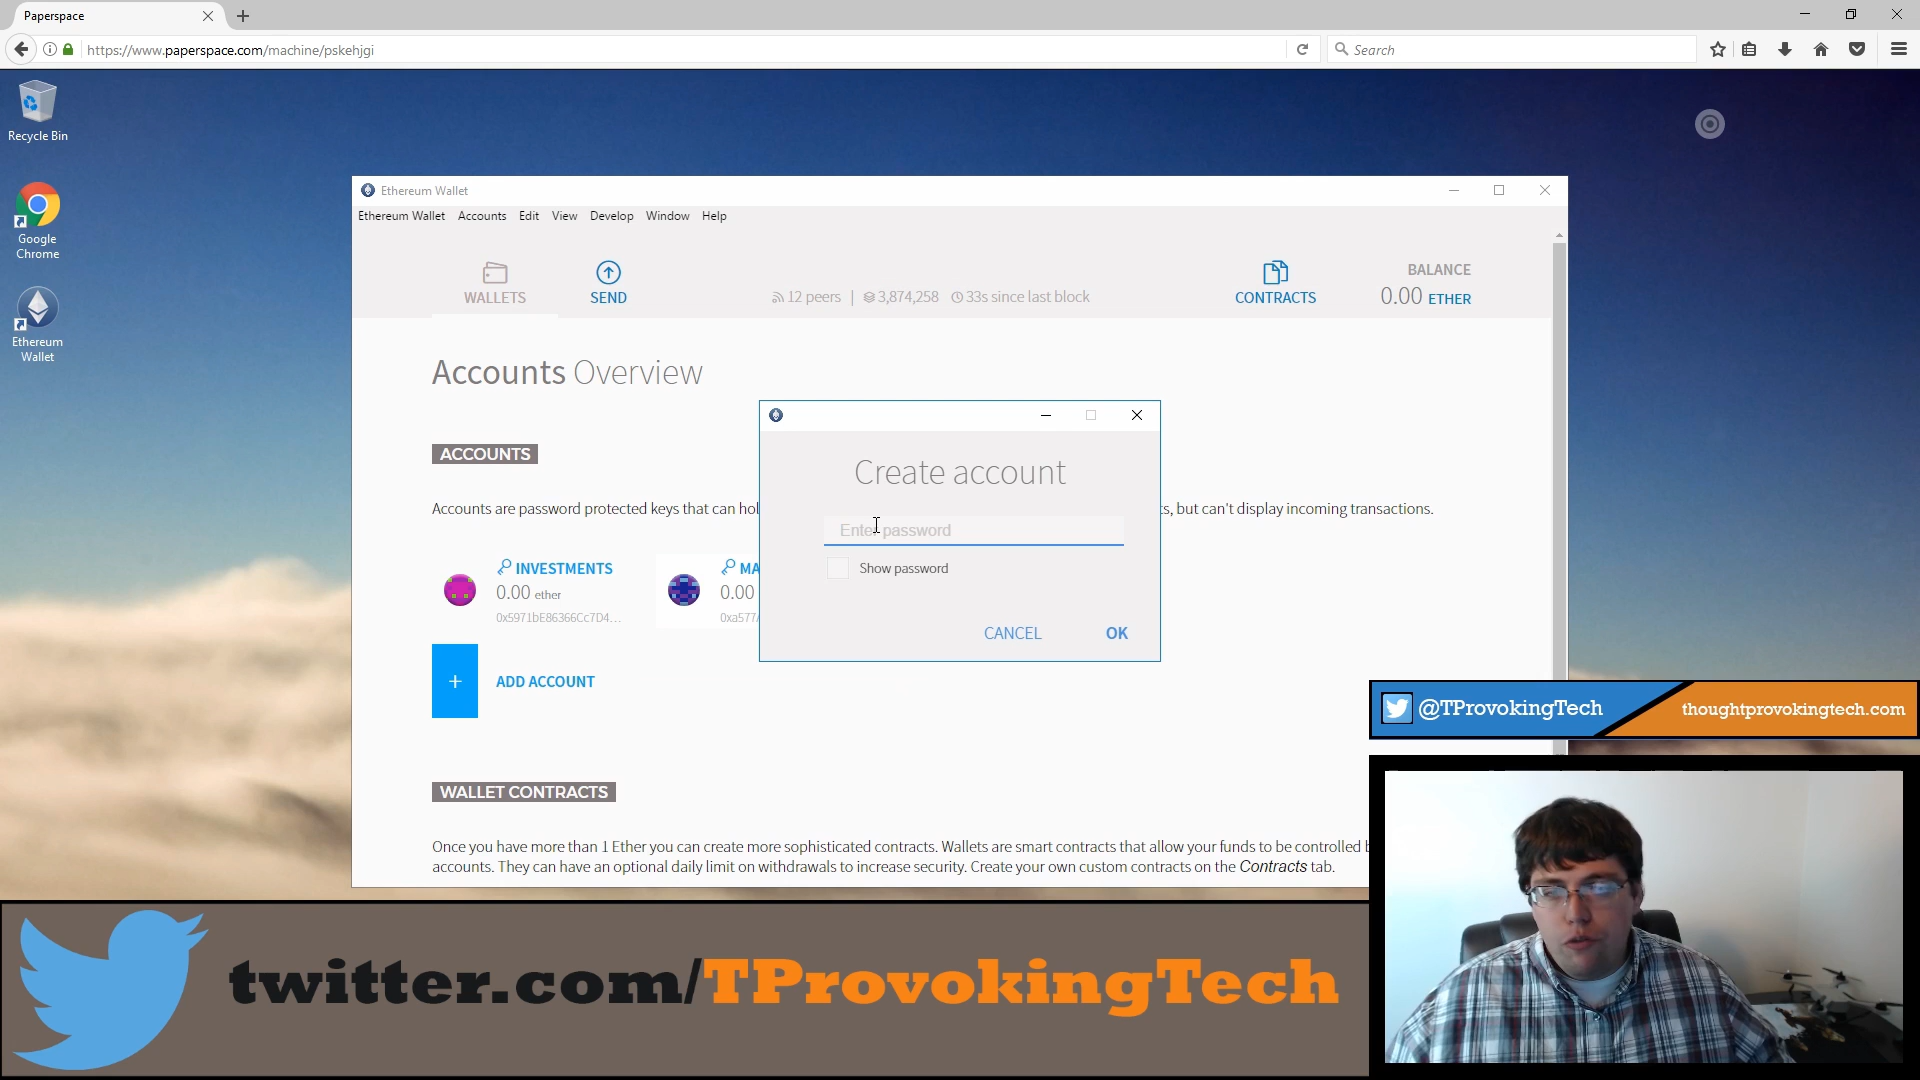 Paperspace
https://www.paperspace.com/machine/pskehjgi
Search
Recycle Bin
Google
Chrome
Ethereum
Wallet
Ethereum Wallet
Ethereum Wallet Accounts Edit View Develop Window Help
WALLETS
SEND
12 peers | 3,874,258 33s since last block
CONTRACTS
BALANCE
0.00 ETHER
Accounts Overview
ACCOUNTS
Accounts are password protected keys that can hol
s, but can't display incoming transactions.
INVESTMENTS
0.00 ether
0x5971bE86366Cc7D4...
MA
0.00
0xa577
ADD ACCOUNT
Create account
Enter password
Show password
CANCEL OK
WALLET CONTRACTS
Once you have more than 1 Ether you can create more sophisticated contracts. Wallets are smart contracts that allow your funds to be controlled
accounts. They can have an optional daily limit on withdrawals to increase security. Create your own custom contracts on the Contracts tab.
@TProvokingTech
thoughtprovokingtech.com
twitter.com/TProvokingTech